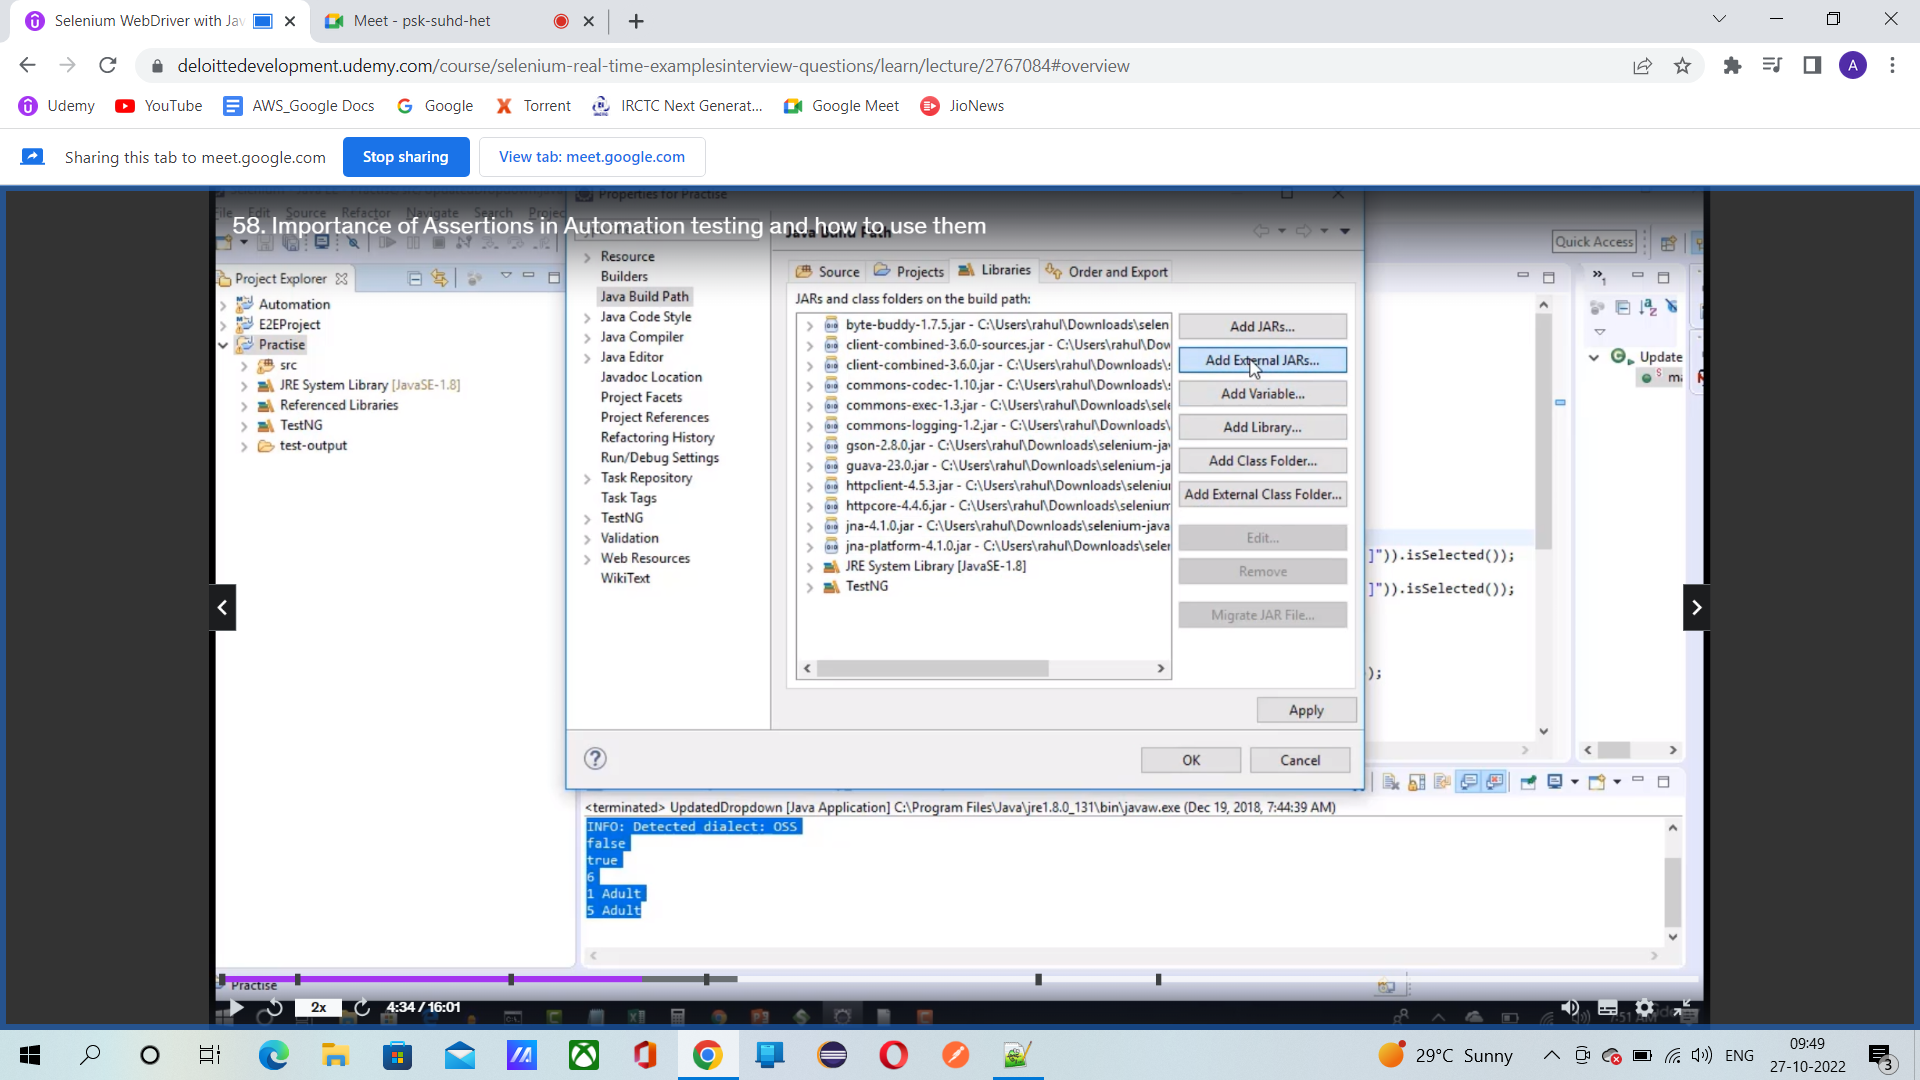 Selenium WebDriver with Jav
Meet - psk-suhd-het
deloittedevelopment.udemy.com/course/selenium-real-time-examplesinterview-questions/learn/lecture/2767084#overview
A
Udemy
YouTube
AWS_Google Docs
Google
Torrent
IRCTC Next Generat...
Google Meet
JioNews
Sharing this tab to meet.google.com
Stop sharing
View tab: meet.google.com
Properties for Practise
File Edit Source Refactor Navigate Search Projec
58. Importance of Assertions in Automation testing and how to use them
Java Build Path
Quick Access
Project Explorer
Automation
E2EProject
Practise
src
JRE System Library [JavaSE-1.8]
Referenced Libraries
TestNG
test-output
Resource
Builders
Java Build Path
Java Code Style
Java Compiler
Java Editor
Javadoc Location
Project Facets
Project References
Refactoring History
Run/Debug Settings
Task Repository
Task Tags
TestNG
Validation
Web Resources
WikiText
Source
Projects
Libraries
Order and Export
JARs and class folders on the build path:
byte-buddy-1.7.5.jar - C:\Users\rahul\Downloads\selen
client-combined-3.6.0-sources.jar - C:\Users\rahul\Dow
client-combined-3.6.0.jar - C:\Users\rahul\Downloads\
commons-codec-1.10.jar - C:\Users\rahul\Downloads\
commons-exec-1.3.jar - C:\Users\rahul\Downloads\sele
commons-logging-1.2.jar - C:\Users\rahul\Downloads\
gson-2.8.0.jar - C:\Users\rahul\Downloads\selenium-ja
guava-23.0.jar - C:\Users\rahul\Downloads\selenium-ja
httpclient-4.5.3.jar - C:\Users\rahul\Downloads\seleniu
httpcore-4.4.6.jar - C:\Users\rahul\Downloads\selenium
jna-4.1.0.jar - C:\Users\rahul\Downloads\selenium-java
jna-platform-4.1.0.jar - C:\Users\rahul\Downloads\seler
JRE System Library [JavaSE-1.8]
TestNG
Add JARs...
Add External JARs...
Add Variable...
Add Library...
Add Class Folder...
Add External Class Folder...
Edit...
Remove
Migrate JAR File...
Apply
OK
Cancel
Update
ma
]")).isSelected());
]")).isSelected());
);
<terminated> UpdatedDropdown [Java Application] C:\Program Files\Java\jre1.8.0_131\bin\javaw.exe (Dec 19, 2018, 7:44:39 AM)
INFO: Detected dialect: OSS
false
true
6
1 Adult
5 Adult
Practise
2x
4:34 / 16:01
29°C Sunny
ENG
09:49
27-10-2022
3